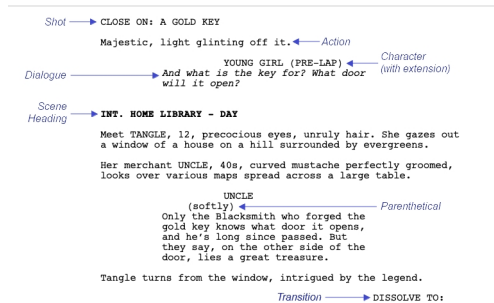 Shot CLOSE ON: A GOLD KEY
Majestic, light glinting off it. Action
YOUNG GIRL (PRE-LAP) Character
(with extension)
Dialogue And what is the key for? What door
will it open?
Scene
Heading INT. HOME LIBRARY - DAY
Meet TANGLE, 12, precocious eyes, unruly hair. She gazes out
a window of a house on a hill surrounded by evergreens.
Her merchant UNCLE, 40s, curved mustache perfectly groomed,
looks over various maps spread across a large table.
UNCLE
(softly) Parenthetical
Only the Blacksmith who forged the
gold key knows what door it opens,
and he's long since passed. But
they say, on the other side of the
door, lies a great treasure.
Tangle turns from the window, intrigued by the legend.
Transition DISSOLVE TO: